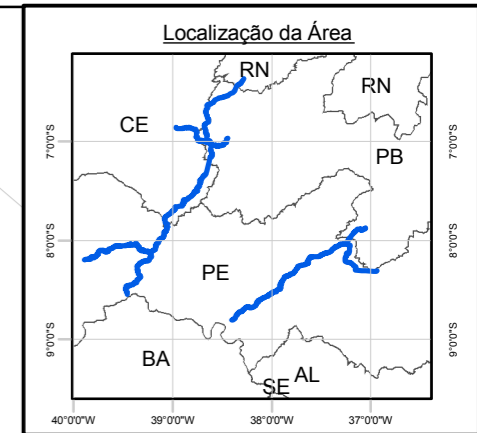 Localização da Área
RN
RN
CE
PB
PE
BA
AL
SE
7°0'0"S
7°0'0"S
8°0'0"S
8°0'0"S
9°0'0"S
9°0'0"S
40°0'0"W
39°0'0"W
38°0'0"W
37°0'0"W